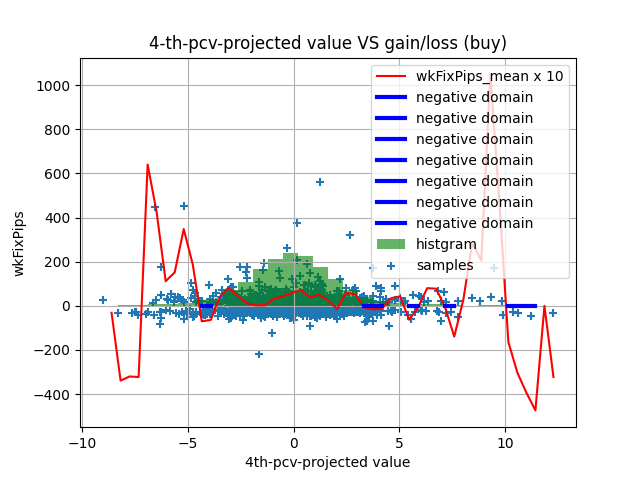 4-th-pcv-projected value VS gain/loss (buy)
wkFixPips_mean x 10
negative domain
negative domain
negative domain
negative domain
negative domain
negative domain
negative domain
histgram
samples
wkFixPips
1000
800
600
400
200
0
−200
−400
−10
−5
0
5
10
4th-pcv-projected value